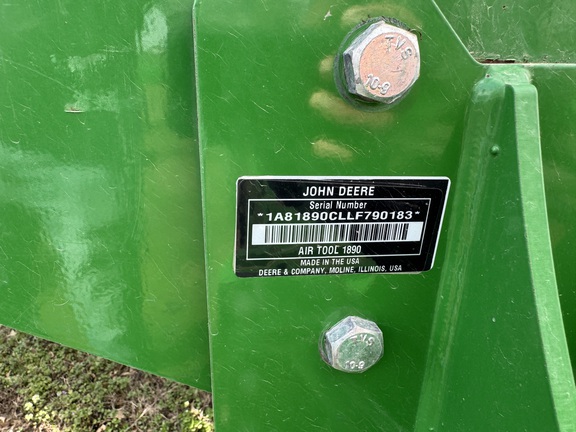 TVS
10-9
JOHN DEERE
Serial Number
*1A81890CLLF790183*
AIR TOOL 1890
MADE IN THE USA
DEERE & COMPANY, MOLINE, ILLINOIS, USA
TVS
10-9